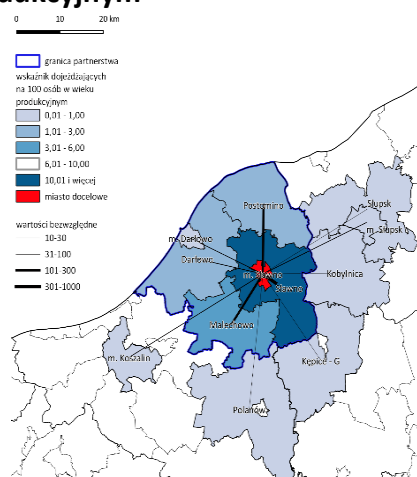 0 10 20 km
granica partnerstwa
wskaźnik dojeżdżających
na 100 osób w wieku
produkcyjnym
0,01 - 1,00
1,01 - 3,00
3,01 - 6,00
6,01 - 10,00
10,01 i więcej
miasto docelowe
wartości bezwzględne
10-30
31-100
101-300
301-1000
Postomino
Słupsk
m. Słupsk
m. Darłowo
Darłowo
Kobylnica
m. Sławno
Sławno
Malechowo
m. Koszalin
Kępice - G
Polanów